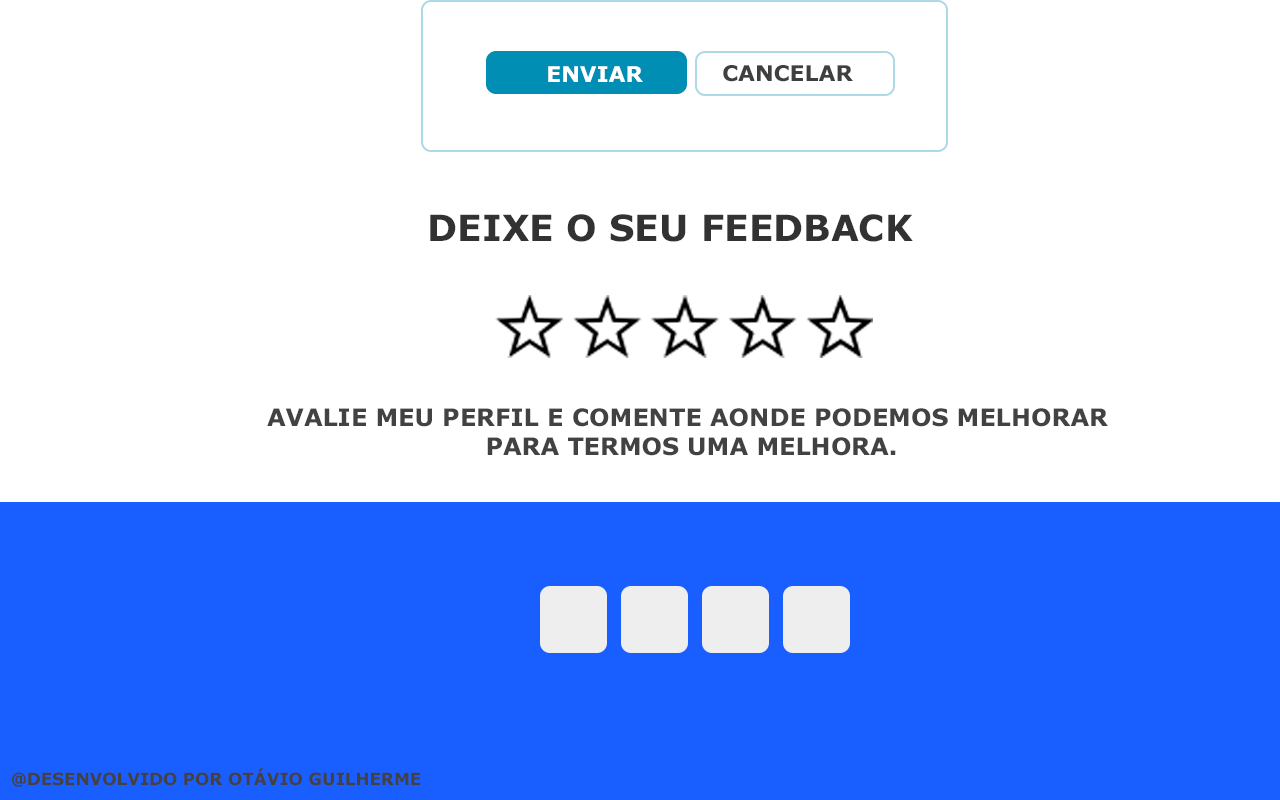 ENVIAR CANCELAR
DEIXE O SEU FEEDBACK
AVALIE MEU PERFIL E COMENTE AONDE PODEMOS MELHORAR
PARA TERMOS UMA MELHORA.
@DESENVOLVIDO POR OTÁVIO GUILHERME